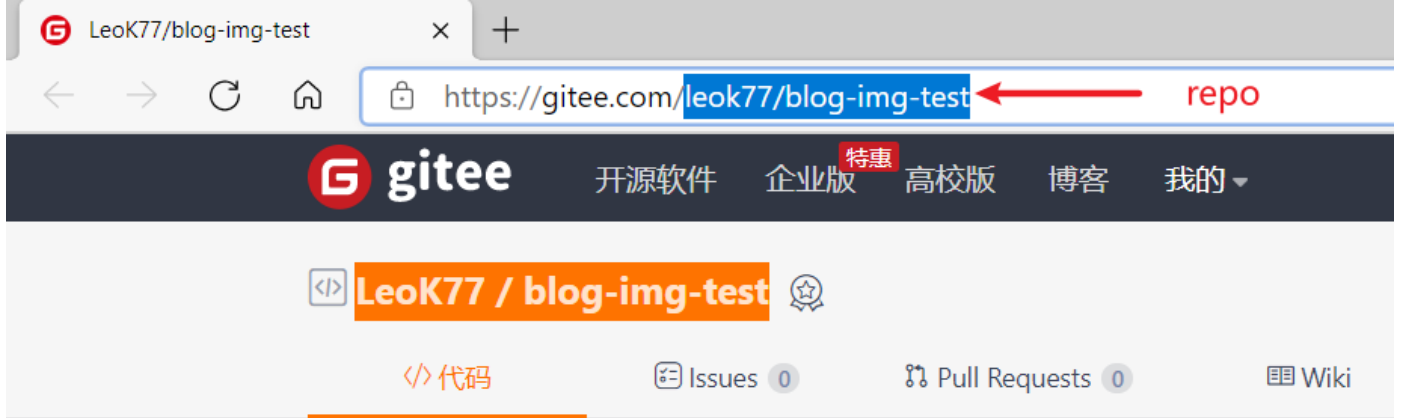 LeoK77/blog-img-test
https://gitee.com/leok77/blog-img-test repo
gitee 开源软件 企业版 特惠 高校版 博客 我的
LeoK77 / blog-img-test
</> 代码 Issues 0 Pull Requests 0 Wiki